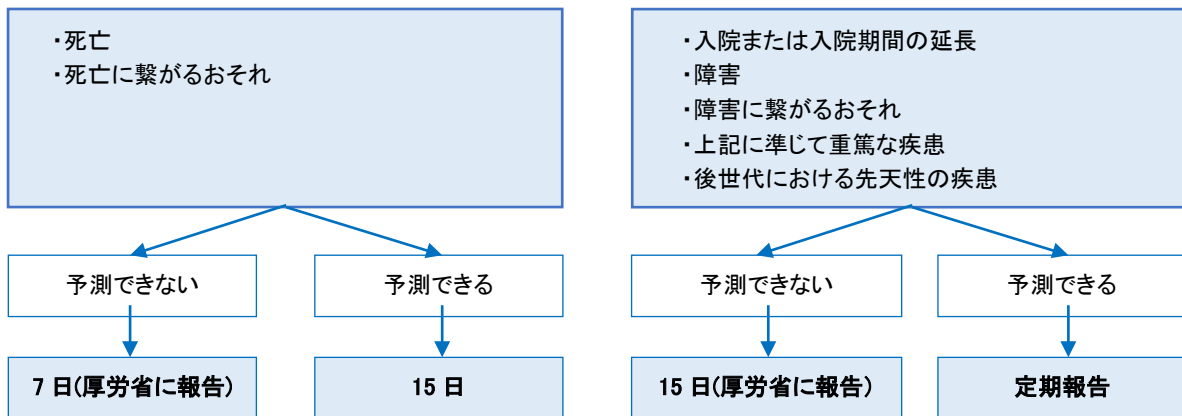 ・死亡
・死亡に繋がるおそれ
・入院または入院期間の延長
・障害
・障害に繋がるおそれ
・上記に準じて重篤な疾患
・後世代における先天性の疾患
予測できない
予測できる
予測できない
予測できる
7 日(厚労省に報告)
15 日
15 日(厚労省に報告)
定期報告